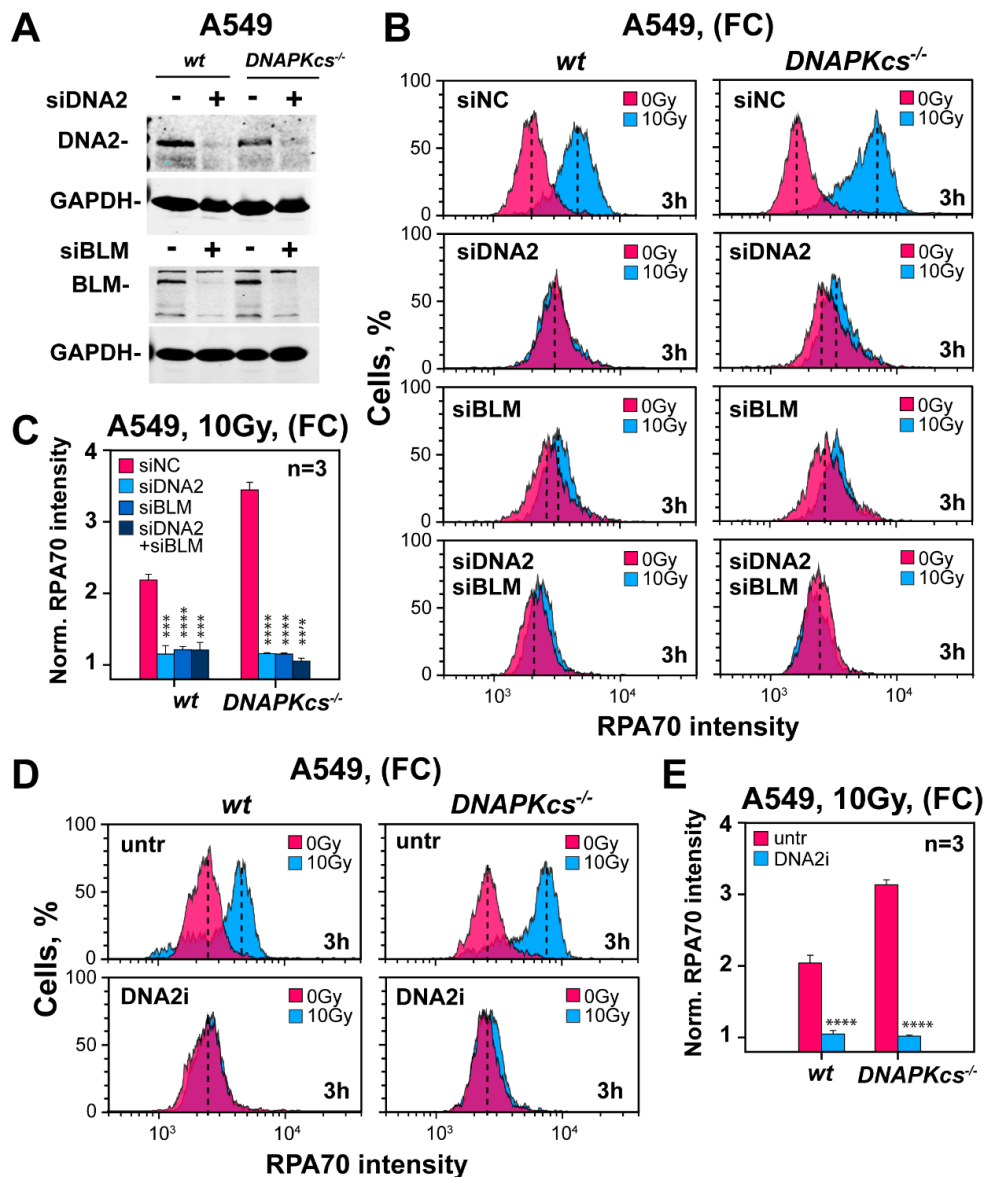 A
A549
wt DNAPKcs-/-
siDNA2 - + - +
DNA2-
GAPDH-
siBLM - + - +
BLM-
GAPDH-
B
A549, (FC)
wt DNAPKcs-/-
Cells, %
100
50
0
siNC
0Gy
10Gy
3h
siNC
0Gy
10Gy
3h
100
50
0
siDNA2
0Gy
10Gy
3h
siDNA2
0Gy
10Gy
3h
100
50
0
siBLM
0Gy
10Gy
3h
siBLM
0Gy
10Gy
3h
100
50
0
siDNA2
siBLM
0Gy
10Gy
3h
siDNA2
siBLM
0Gy
10Gy
3h
10³ 10⁴ 10³ 10⁴
RPA70 intensity
C
A549, 10Gy, (FC)
Norm. RPA70 intensity
4
3
2
1
siNC
siDNA2
siBLM
siDNA2
+siBLM
n=3
*** **** *** **** **** **’*
wt DNAPKcs-/-
D
A549, (FC)
wt DNAPKcs-/-
Cells, %
100
50
0
untr
0Gy
10Gy
3h
untr
0Gy
10Gy
3h
100
50
0
DNA2i
0Gy
10Gy
3h
DNA2i
0Gy
10Gy
3h
10³ 10⁴ 10³ 10⁴
RPA70 intensity
E
A549, 10Gy, (FC)
Norm. RPA70 intensity
4
3
2
1
untr
DNA2i
n=3
**** ****
wt DNAPKcs-/-